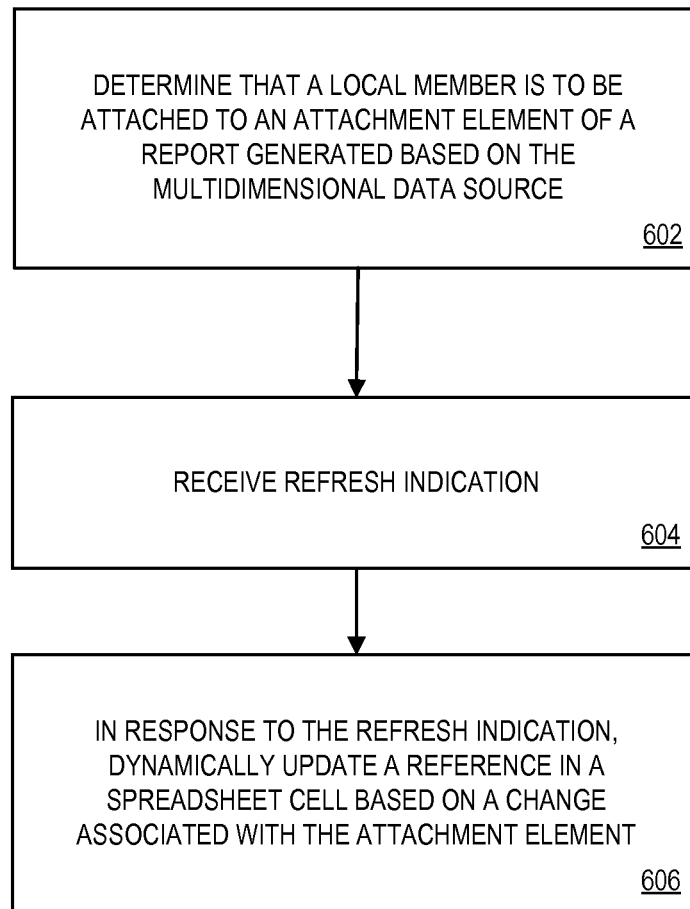 DETERMINE THAT A LOCAL MEMBER IS TO BE
ATTACHED TO AN ATTACHMENT ELEMENT OF A
REPORT GENERATED BASED ON THE
MULTIDIMENSIONAL DATA SOURCE
602
RECEIVE REFRESH INDICATION
604
IN RESPONSE TO THE REFRESH INDICATION,
DYNAMICALLY UPDATE A REFERENCE IN A
SPREADSHEET CELL BASED ON A CHANGE
ASSOCIATED WITH THE ATTACHMENT ELEMENT
606